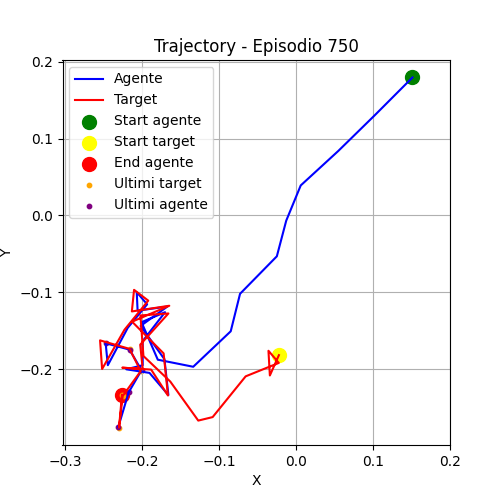 Trajectory - Episodio 750
0.2
0.1
0.0
−0.1
−0.2
Y
Agente
Target
Start agente
Start target
End agente
Ultimi target
Ultimi agente
−0.3
−0.2
−0.1
0.0
0.1
0.2
X